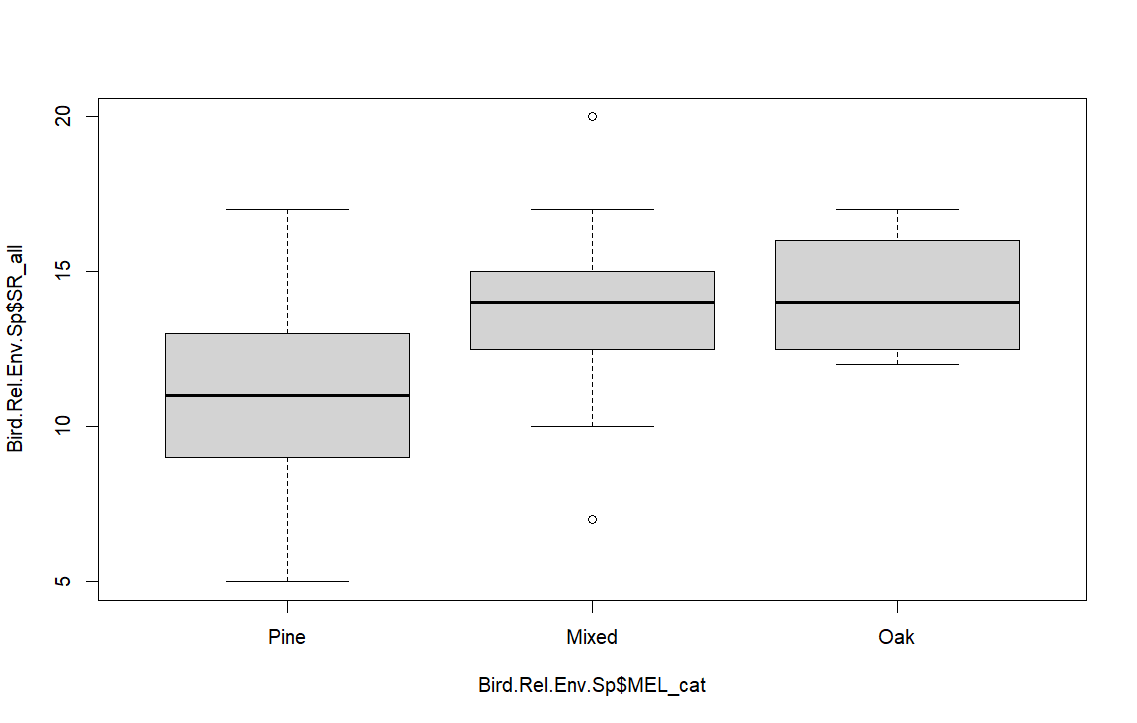 20
15
10
5
Bird.Rel.Env.Sp$SR_all
Pine Mixed Oak
Bird.Rel.Env.Sp$MEL_cat